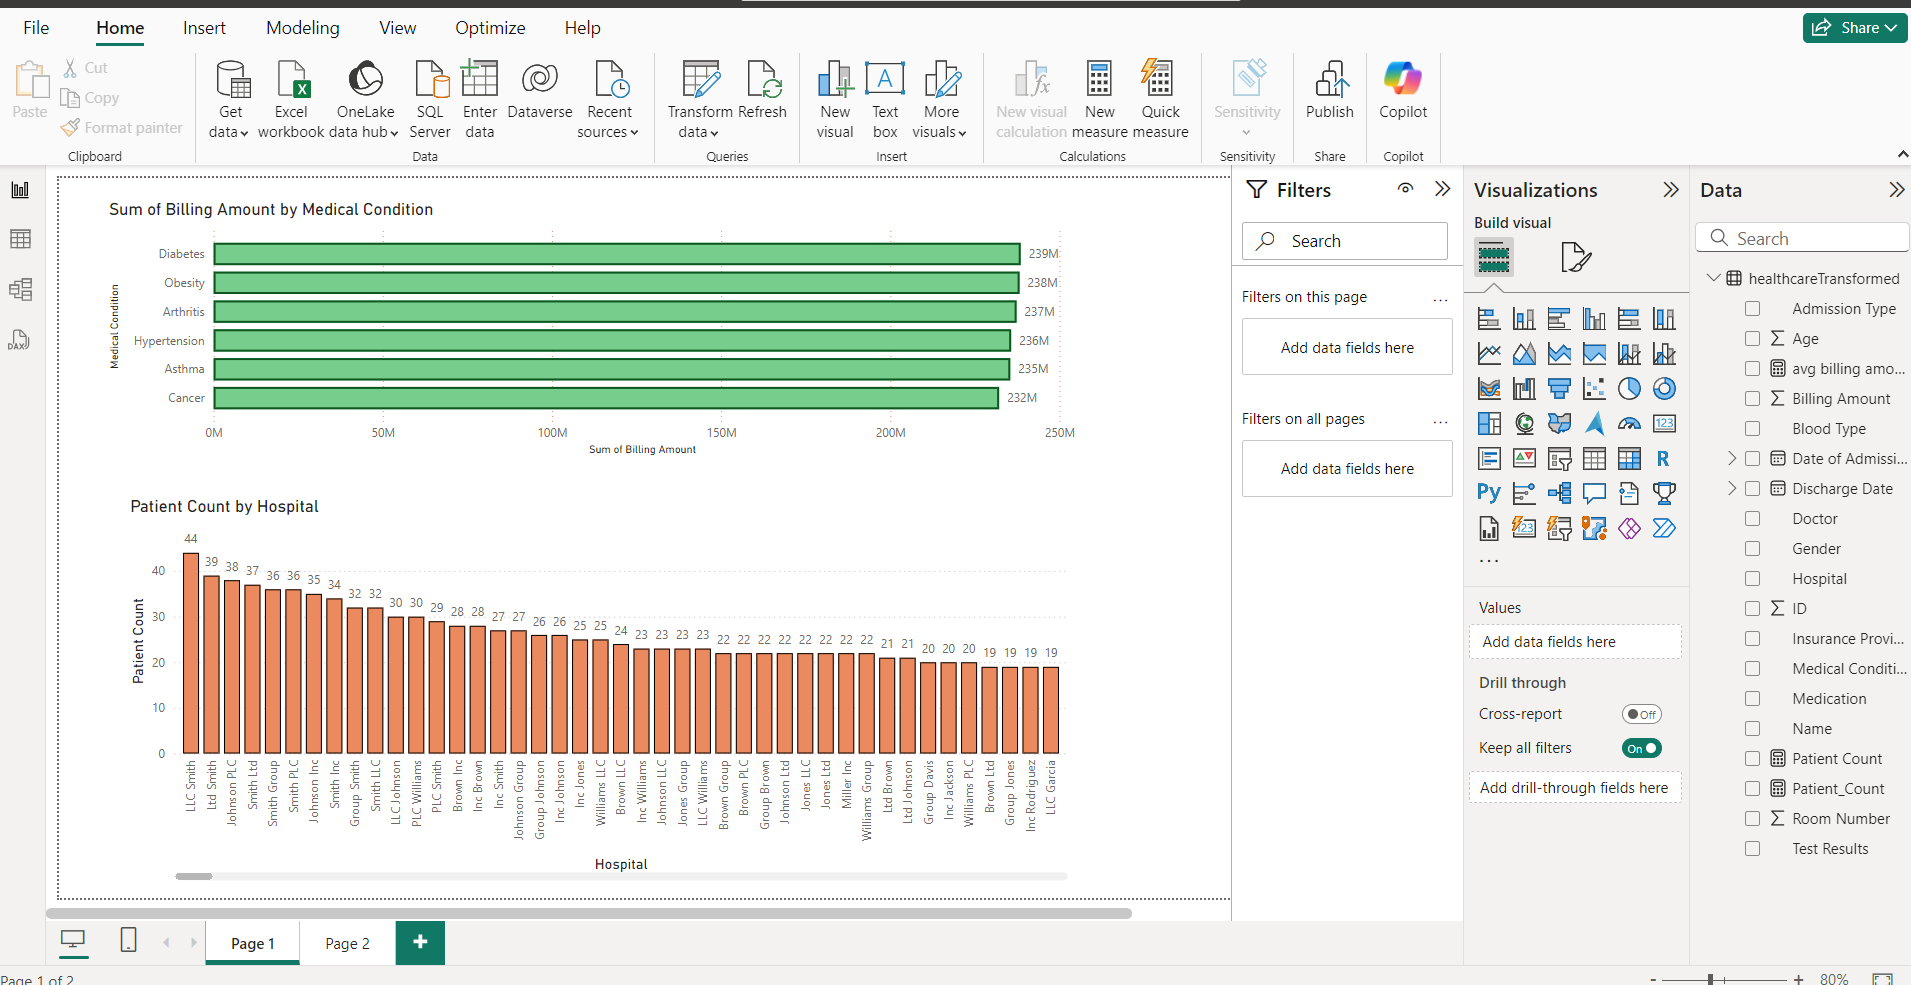 File Home Insert Modeling View Optimize Help Share
Paste
Cut
Copy
Format painter
Clipboard
Get data
Excel workbook
OneLake data hub
SQL Server
Enter data
Dataverse
Recent sources
Data
Transform data
Refresh
Queries
New visual
Text box
A
More visuals
Insert
New visual calculation
New measure
Quick measure
Calculations
Sensitivity
Sensitivity
Publish
Share
Copilot
Copilot
DAX
Sum of Billing Amount by Medical Condition
Medical Condition
Diabetes 239M
Obesity 238M
Arthritis 237M
Hypertension 236M
Asthma 235M
Cancer 232M
0M 50M 100M 150M 200M 250M
Sum of Billing Amount
Patient Count by Hospital
Patient Count
40
30
20
10
0
44 39 38 37 36 36 35 34 32 32 30 30 29 28 28 27 27 26 26 25 25 24 23 23 23 23 22 22 22 22 22 22 22 22 21 21 20 20 20 19 19 19 19
LLC Smith
Ltd Smith
Johnson PLC
Smith Ltd
Smith Group
Smith PLC
Johnson Inc
Smith Inc
Group Smith
Smith LLC
LLC Johnson
PLC Williams
PLC Smith
Brown Inc
Inc Brown
Inc Smith
Johnson Group
Group Johnson
Inc Johnson
Inc Jones
Williams LLC
Brown LLC
Inc Williams
Johnson LLC
Jones Group
LLC Williams
Brown Group
Brown PLC
Group Brown
Johnson Ltd
Jones LLC
Jones Ltd
Miller Inc
Williams Group
Ltd Brown
Ltd Johnson
Group Davis
Inc Jackson
Williams PLC
Brown Ltd
Group Jones
Inc Rodriguez
LLC Garcia
Hospital
Page 1 Page 2 +
Page 1 of 2
Filters
Search
Filters on this page ...
Add data fields here
Filters on all pages ...
Add data fields here
Visualizations
Build visual
123
R
Py
123
...
Values
Add data fields here
Drill through
Cross-report Off
Keep all filters On
Add drill-through fields here
Data
Search
healthcareTransformed
Admission Type
Σ Age
avg billing amo...
Σ Billing Amount
Blood Type
Date of Admissi...
Discharge Date
Doctor
Gender
Hospital
Σ ID
Insurance Provi...
Medical Conditi...
Medication
Name
Patient Count
Patient_Count
Σ Room Number
Test Results
- + 80%